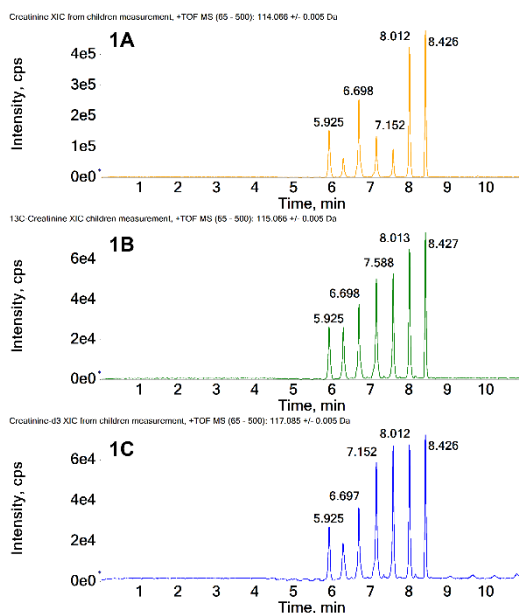 Creatinine XIC from children measurement, +TOF MS (65 - 500): 114.066 +/- 0.005 Da
1A
Intensity, cps
4e5
3e5
2e5
1e5
0e0
5.925
6.698
7.152
8.012
8.426
1 2 3 4 5 6 7 8 9 10
Time, min
13C-Creatinine XIC children measurement, +TOF MS (65 - 500): 115.066 +/- 0.005 Da
1B
Intensity, cps
6e4
4e4
2e4
0e0
5.925
6.698
7.588
8.013
8.427
1 2 3 4 5 6 7 8 9 10
Time, min
Creatinine-d3 XIC from children measurement, +TOF MS (65 - 500): 117.085 +/- 0.005 Da
1C
Intensity, cps
6e4
4e4
2e4
0e0
5.925
6.697
7.152
8.012
8.426
1 2 3 4 5 6 7 8 9 10
Time, min